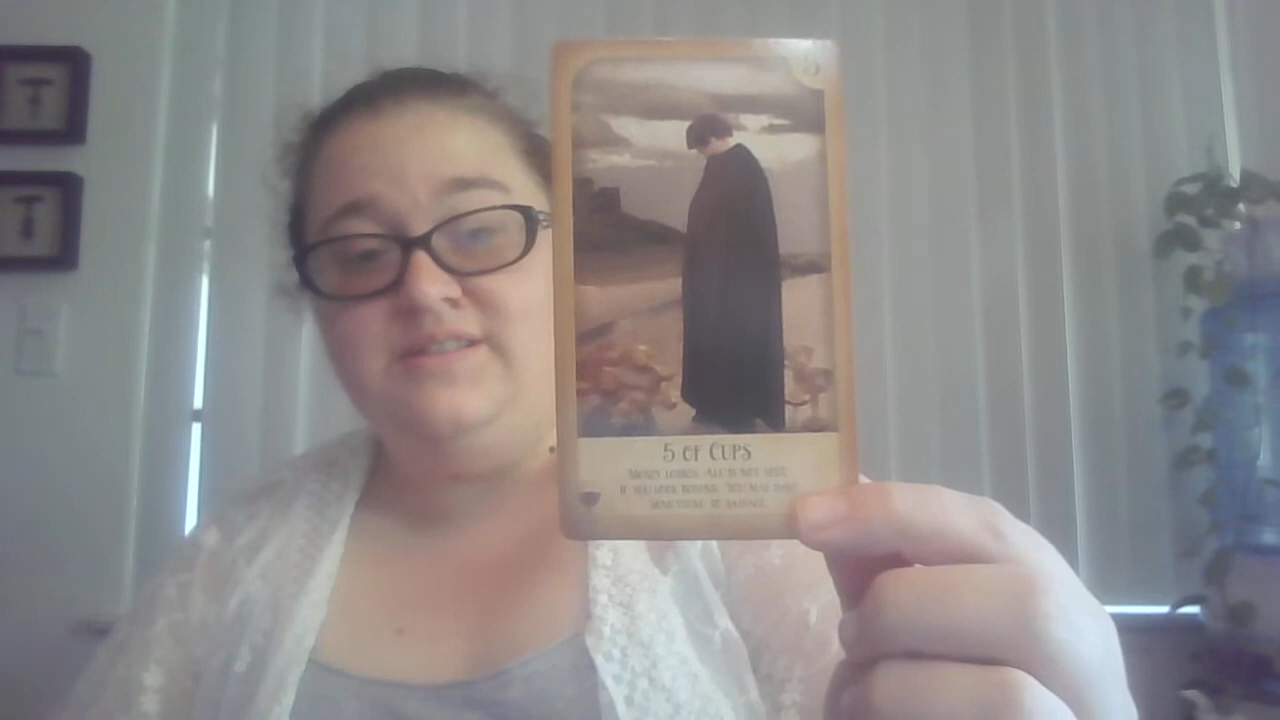 5
5 OF CUPS
MONEY LOSSES. ALL IS NOT LOST
IF YOU LOOK BEHIND. YOU MAY FIND
SOMETHING TO SALVAGE.